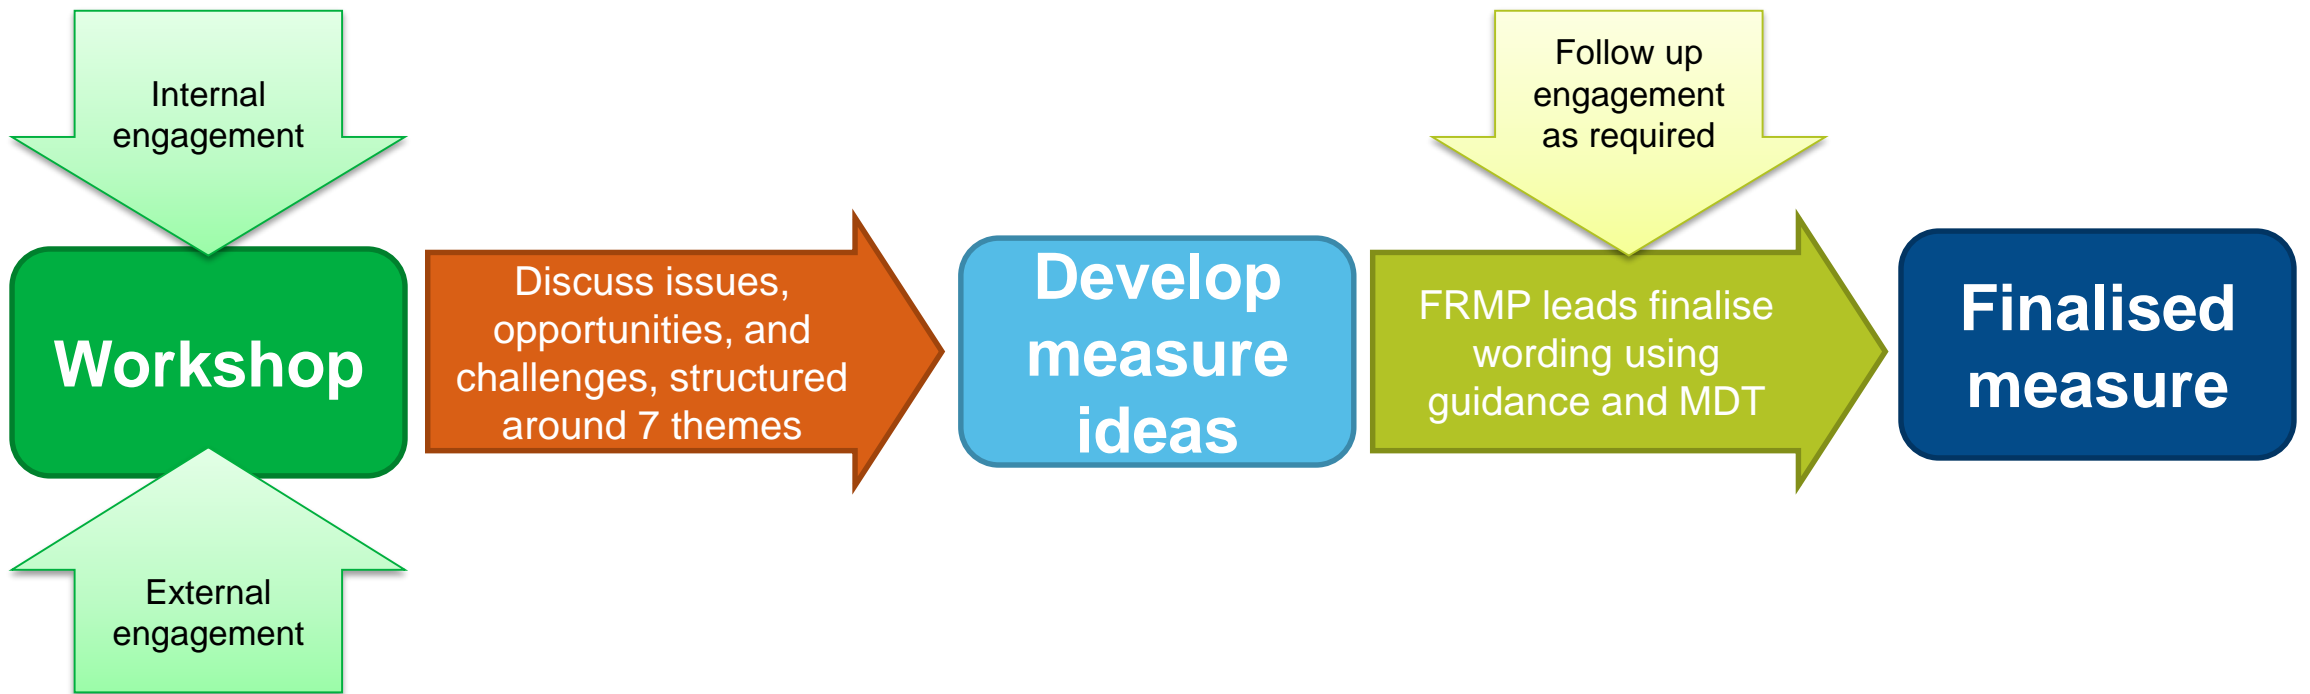 Internal
engagement
Workshop
External
engagement
Discuss issues,
opportunities, and
challenges, structured
around 7 themes
Develop
measure
ideas
Follow up
engagement
as required
FRMP leads finalise
wording using
guidance and MDT
Finalised
measure